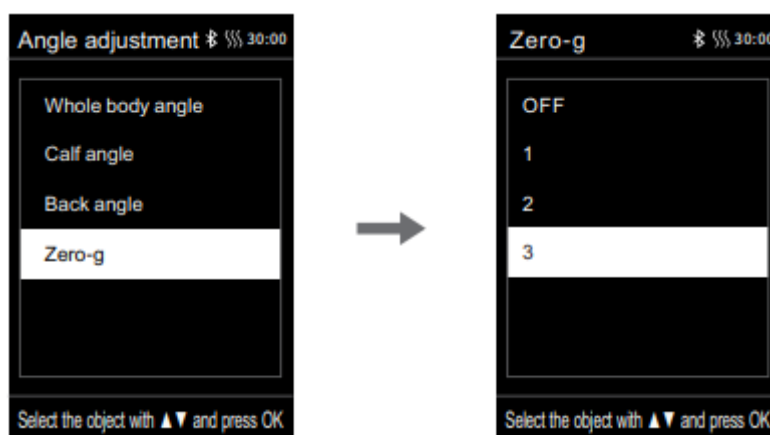 Angle adjustment 30:00
Whole body angle
Calf angle
Back angle
Zero-g
Select the object with ▲▼ and press OK
Zero-g 30:00
OFF
1
2
3
Select the object with ▲▼ and press OK